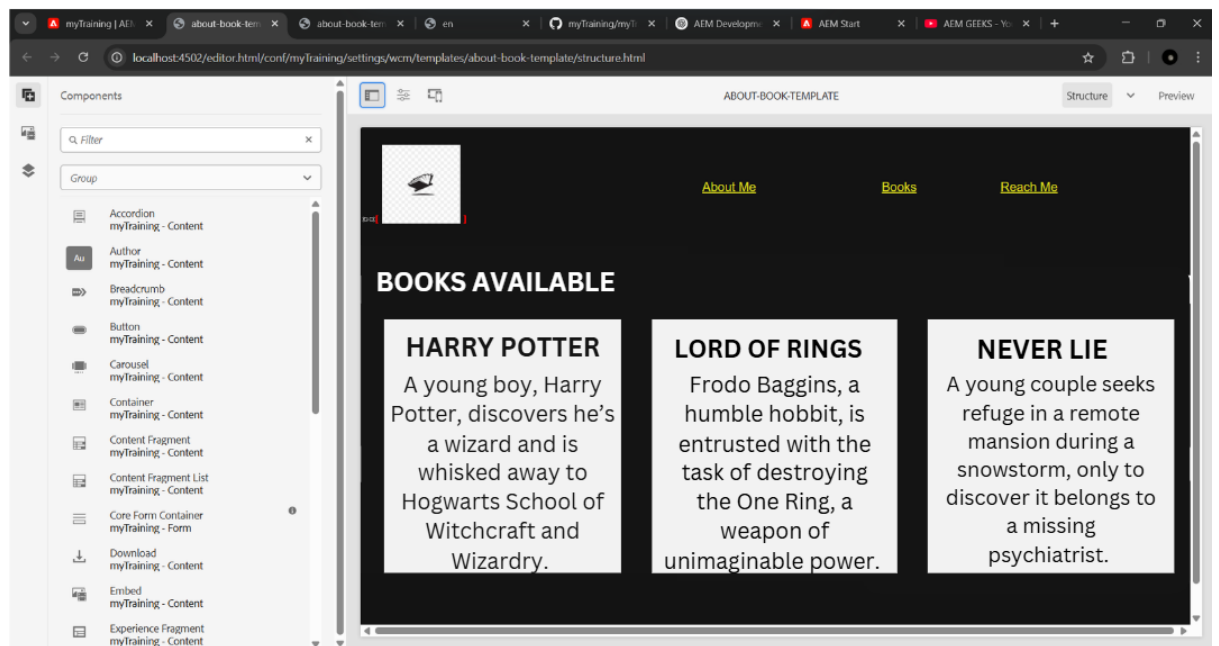 myTraining | AEM
about-book-tem
about-book-tem
en
myTraining/myTr
AEM Developme
AEM Start
AEM GEEKS - Yo
localhost:4502/editor.html/conf/myTraining/settings/wcm/templates/about-book-template/structure.html
Components
ABOUT-BOOK-TEMPLATE
Structure
Preview
Filter
Group
Accordion
myTraining - Content
Au
Author
myTraining - Content
Breadcrumb
myTraining - Content
Button
myTraining - Content
Carousel
myTraining - Content
Container
myTraining - Content
Content Fragment
myTraining - Content
Content Fragment List
myTraining - Content
Core Form Container
myTraining - Form
Download
myTraining - Content
Embed
myTraining - Content
Experience Fragment
myTraining - Content
About Me
Books
Reach Me
BOOKS AVAILABLE
HARRY POTTER
A young boy, Harry
Potter, discovers he’s
a wizard and is
whisked away to
Hogwarts School of
Witchcraft and
Wizardry.
LORD OF RINGS
Frodo Baggins, a
humble hobbit, is
entrusted with the
task of destroying
the One Ring, a
weapon of
unimaginable power.
NEVER LIE
A young couple seeks
refuge in a remote
mansion during a
snowstorm, only to
discover it belongs to
a missing
psychiatrist.